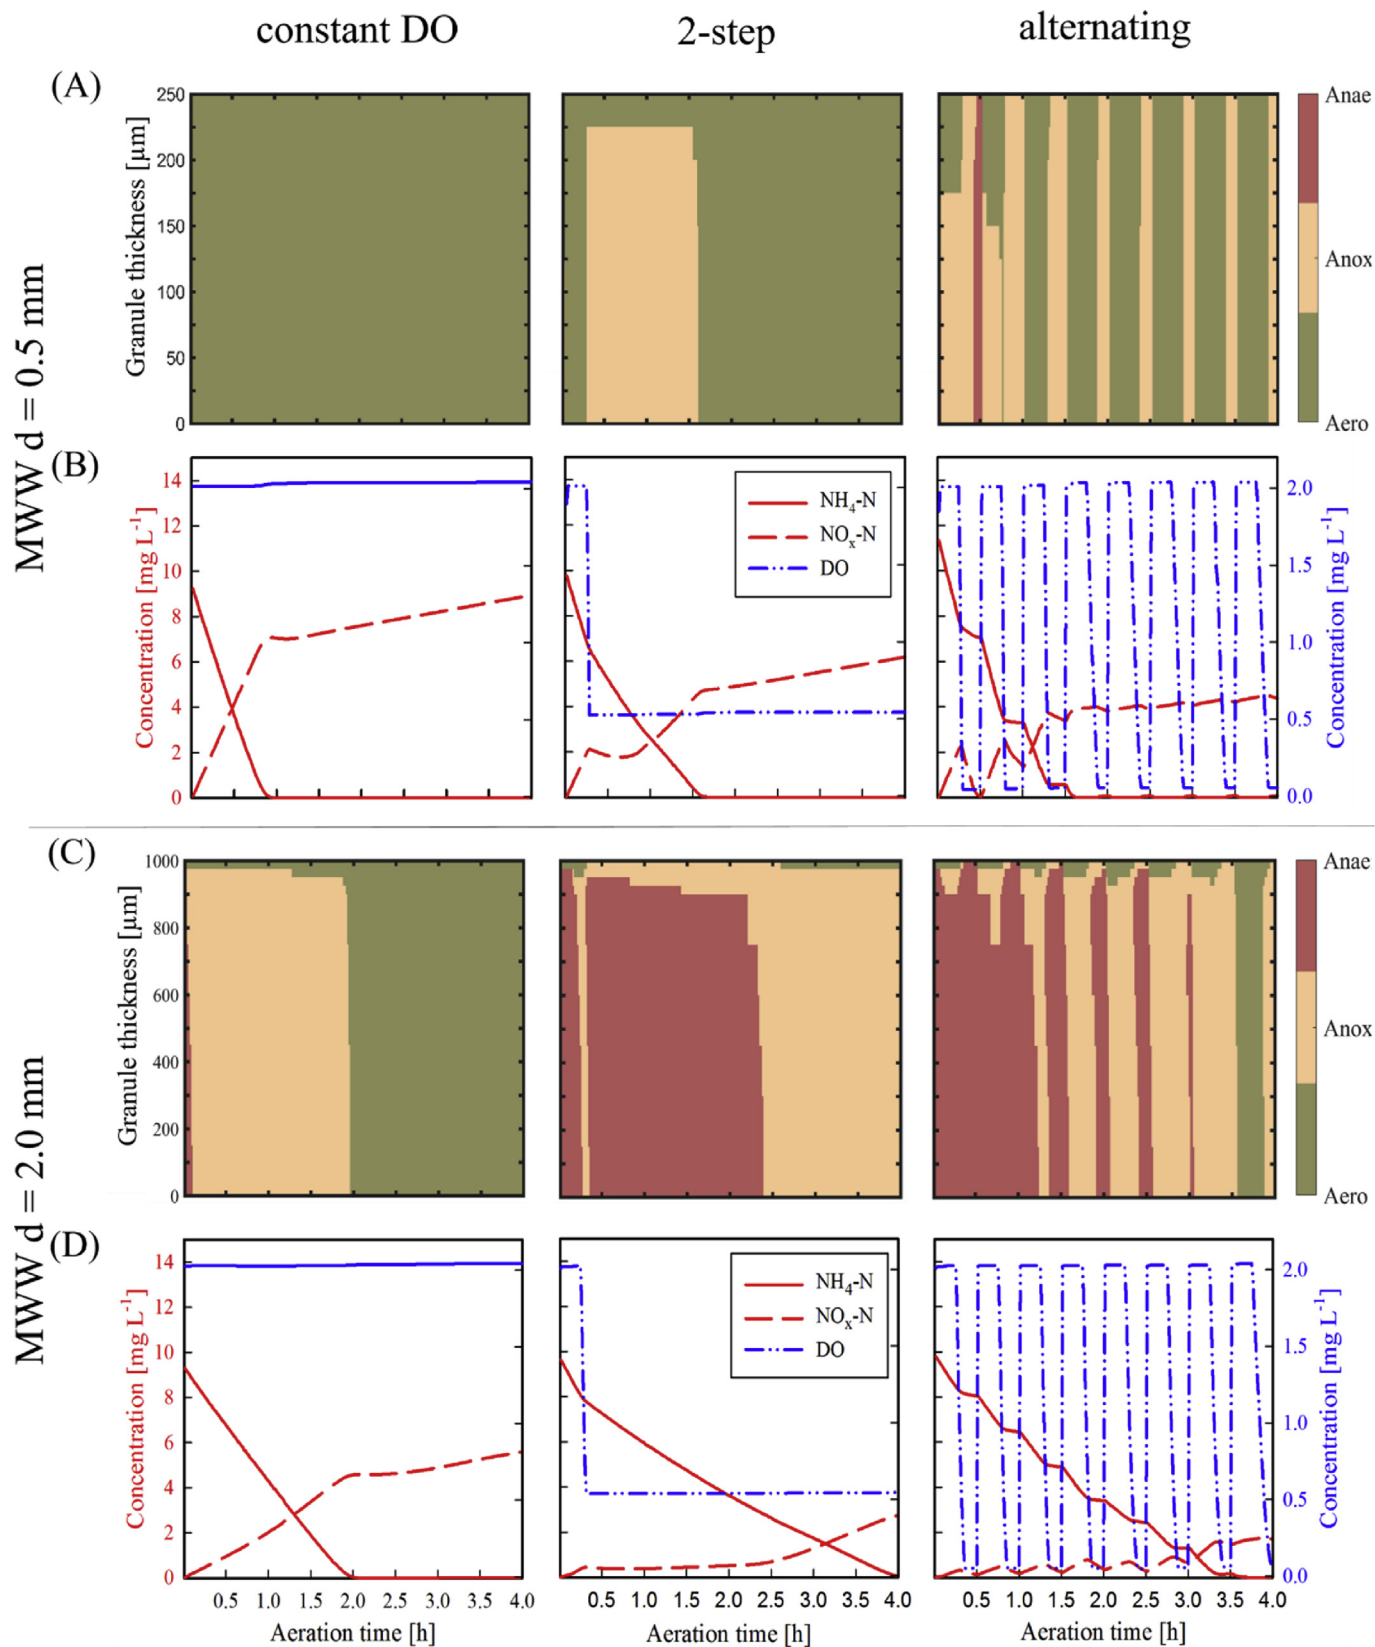 constant DO 2-step alternating
MWW d = 0.5 mm
(A)
Granule thickness [µm]
250
200
150
100
50
0
Anae
Anox
Aero
(B)
Concentration [mg L⁻¹]
14
12
10
8
6
4
2
0
NH₄-N
NOₓ-N
DO
2.0
1.5
1.0
0.5
0.0
Concentration [mg L⁻¹]
MWW d = 2.0 mm
(C)
Granule thickness [µm]
1000
800
600
400
200
0
Anae
Anox
Aero
(D)
Concentration [mg L⁻¹]
14
12
10
8
6
4
2
0
NH₄-N
NOₓ-N
DO
2.0
1.5
1.0
0.5
0.0
Concentration [mg L⁻¹]
0.5 1.0 1.5 2.0 2.5 3.0 3.5 4.0 0.5 1.0 1.5 2.0 2.5 3.0 3.5 4.0 0.5 1.0 1.5 2.0 2.5 3.0 3.5 4.0
Aeration time [h] Aeration time [h] Aeration time [h]